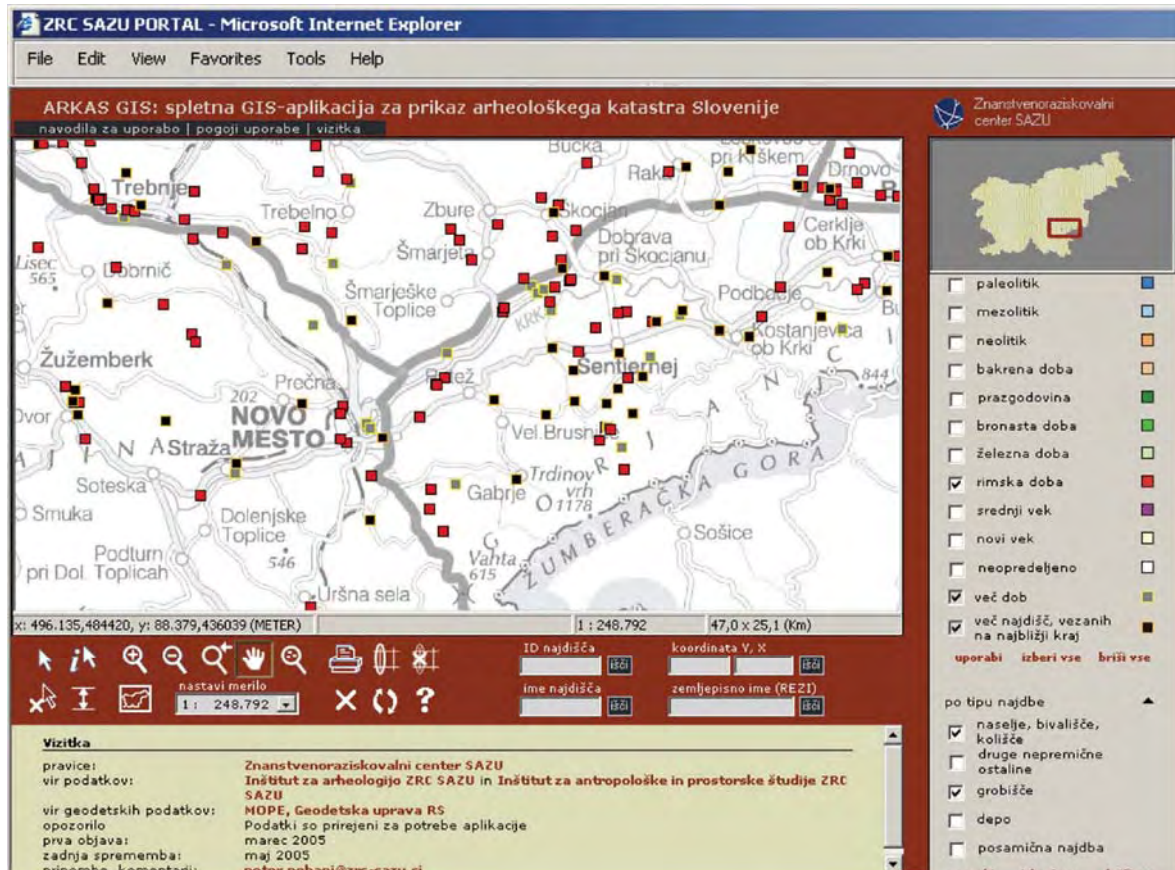 ZRC SAZU PORTAL - Microsoft Internet Explorer
File Edit View Favorites Tools Help
ARKAS GIS: spletna GIS-aplikacija za prikaz arheološkega katastra Slovenije
navodila za uporabo | pogoji uporabe | vizitka
Znanstvenoraziskovalni
center SAZU
Bučka
pri Krškem
Raka
Drnovo
Trebnje
Trebelno
Zbure
Škocjan
Cerklje
ob Krki
Dobrava
pri Škocjanu
Šmarjeta
Lisec
565
Dobrnič
Šmarješke
Toplice
Podbočje
KRKA
Kostanjevica
ob Krki
Žužemberk
Šentjernej
844
Prečna
202
NOVO
MESTO
Dvor
Straža
Vel. Brusnice
Soteska
Gabrje
Trdinov
vrh
1178
Smuka
Dolenjske
Toplice
Sošice
ŽUMBERAČKA GORA
Podturn
pri Dol. Toplicah
546
Vahta
615
Uršna sela
x: 496.135,484420, y: 88.379,436039 (METER) 1 : 248.792 47,0 x 25,1 (Km)
ID najdišča
išči
koordinata Y, X
išči
nastavi merilo
1 : 248.792
ime najdišča
išči
zemljepisno ime (REZI)
išči
Vizitka
pravice: Znanstvenoraziskovalni center SAZU
vir podatkov: Inštitut za arheologijo ZRC SAZU in Inštitut za antropološke in prostorske študije ZRC
SAZU
vir geodetskih podatkov: MOPE, Geodetska uprava RS
opozorilo Podatki so prirejeni za potrebe aplikacije
prva objava: marec 2005
zadnja sprememba: maj 2005
paleolitik
mezolitik
neolitik
bakrena doba
prazgodovina
bronasta doba
železna doba
rimska doba
srednji vek
novi vek
neopredeljeno
več dob
več najdišč, vezanih
na najbližji kraj
uporabi izberi vse briši vse
po tipu najdbe
naselje, bivališče,
kolišče
druge nepremične
ostaline
grobišče
depo
posamična najdba